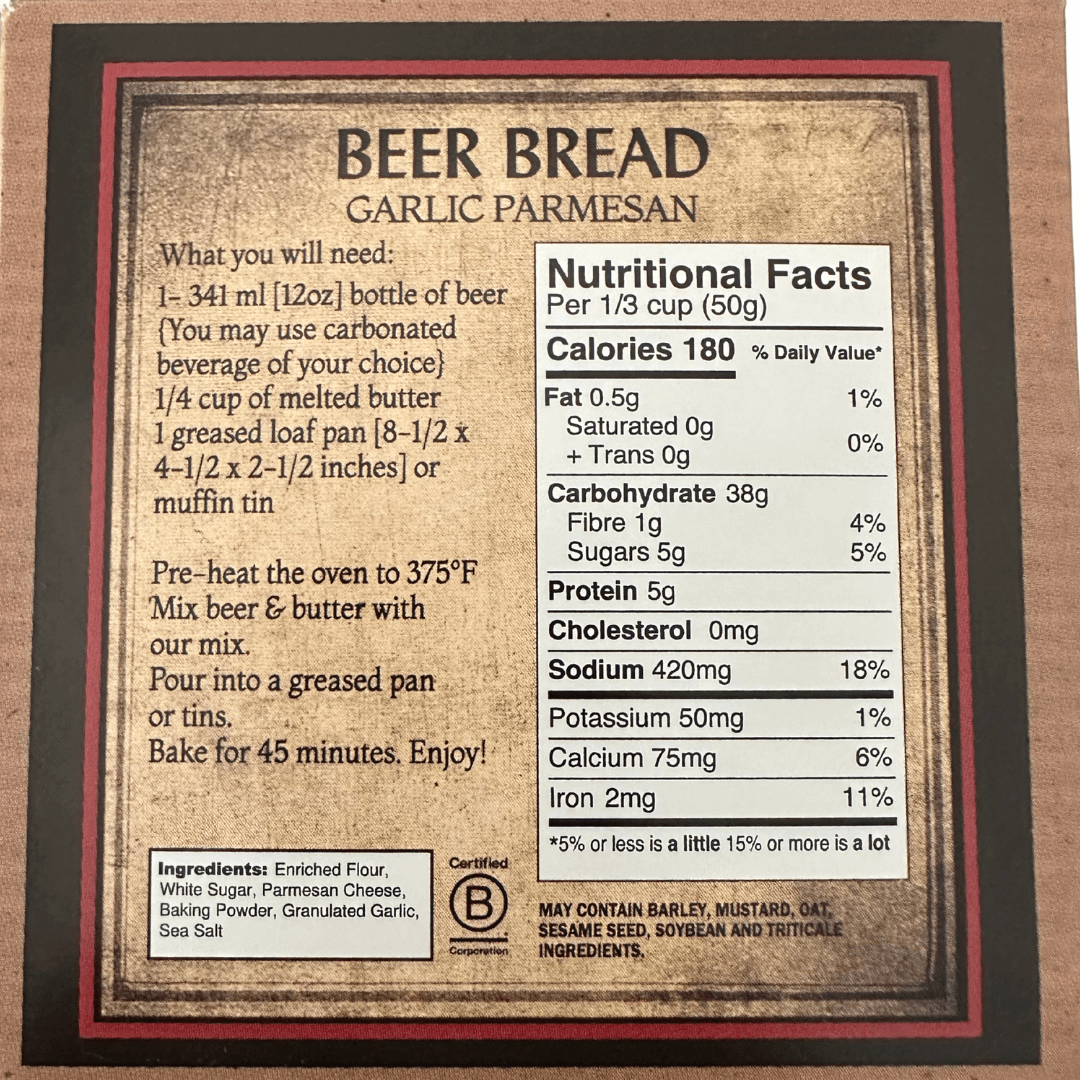 BEER BREAD
GARLIC PARMESAN
What you will need:
1- 341 ml [12oz] bottle of beer
{You may use carbonated
beverage of your choice}
1/4 cup of melted butter
1 greased loaf pan [8-1/2 x
4-1/2 x 2-1/2 inches] or
muffin tin
Pre-heat the oven to 375°F
Mix beer & butter with
our mix.
Pour into a greased pan
or tins.
Bake for 45 minutes. Enjoy!
Nutritional Facts
Per 1/3 cup (50g)
Calories 180 % Daily Value*
Fat 0.5g 1%
Saturated 0g
+ Trans 0g 0%
Carbohydrate 38g
Fibre 1g 4%
Sugars 5g 5%
Protein 5g
Cholesterol 0mg
Sodium 420mg 18%
Potassium 50mg 1%
Calcium 75mg 6%
Iron 2mg 11%
*5% or less is a little 15% or more is a lot
Ingredients: Enriched Flour,
White Sugar, Parmesan Cheese,
Baking Powder, Granulated Garlic,
Sea Salt
Certified
B
Corporation
MAY CONTAIN BARLEY, MUSTARD, OAT,
SESAME SEED, SOYBEAN AND TRITICALE
INGREDIENTS.